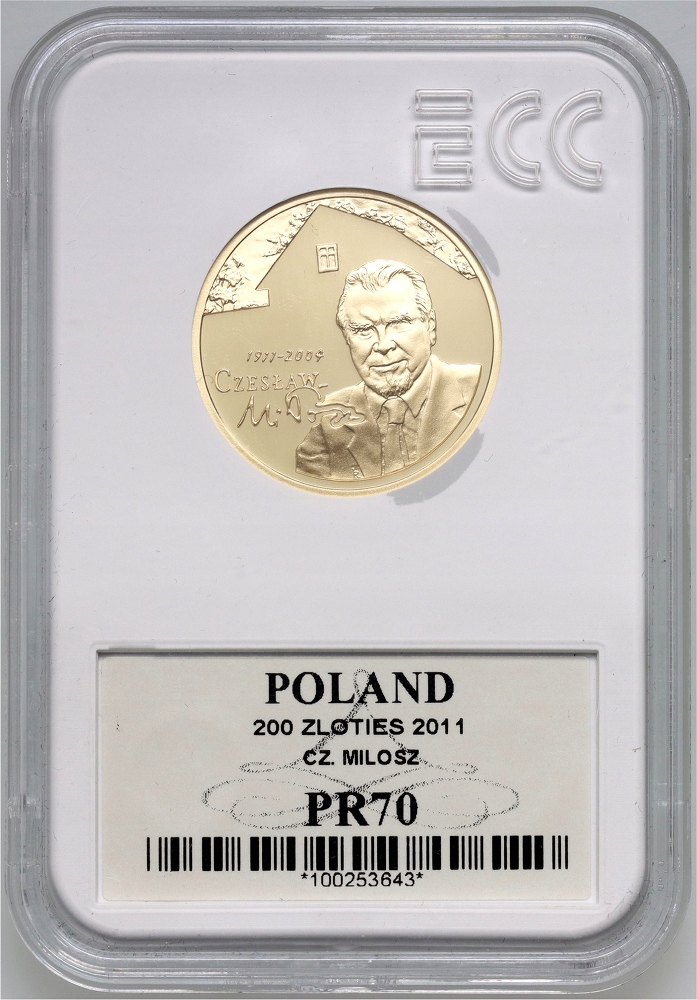 ECC
1911-2004
CZESŁAW
POLAND
200 ZLOTIES 2011
CZ. MILOSZ
PR70
*100253643*